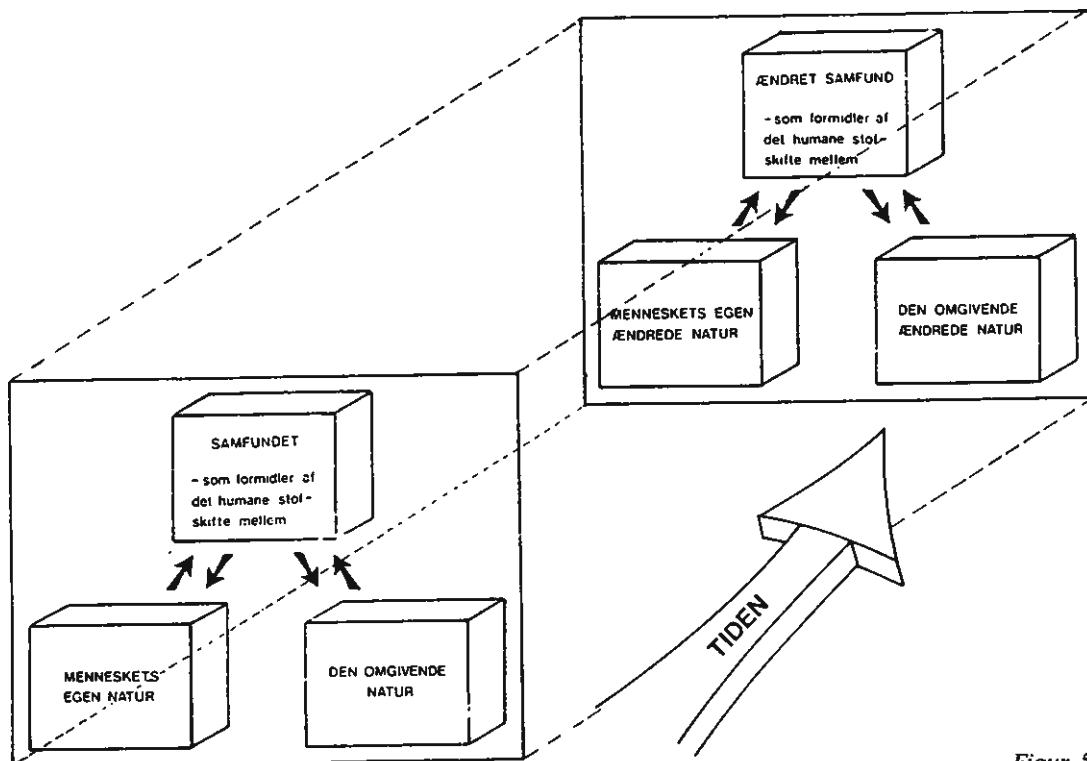 ÆNDRET SAMFUND
- som formidler af
det humane stof-
skifte mellem
MENNESKETS EGEN
ÆNDREDE NATUR
DEN OMGIVENDE
ÆNDREDE NATUR
SAMFUNDET
- som formidler af
det humane stof-
skifte mellem
MENNESKETS
EGEN NATUR
DEN OMGIVENDE
NATUR
TIDEN
Figur